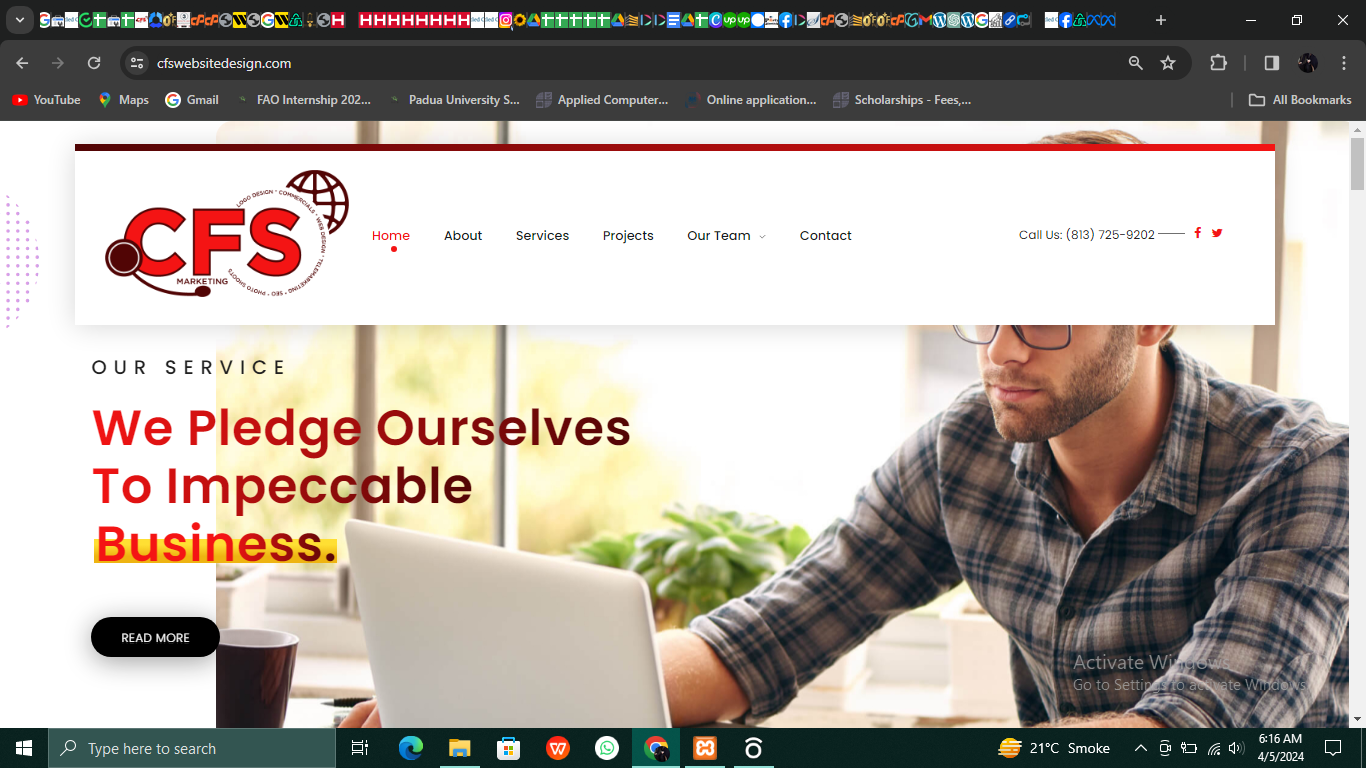 cfswebsitedesign.com
YouTube
Maps
Gmail
FAO Internship 202...
Padua University S...
Applied Computer...
Online application...
Scholarships - Fees,...
All Bookmarks
CFS
MARKETING
LOGO DESIGN * COMMERCIALS * WEB DESIGN * TELEMARKETING * SEO * PHOTO SHOOTS
Home
About
Services
Projects
Our Team
Contact
Call Us: (813) 725-9202
OUR SERVICE
We Pledge Ourselves
To Impeccable
Business.
READ MORE
Activate Windows
Go to Settings to activate Windows.
Type here to search
21°C Smoke
6:16 AM
4/5/2024